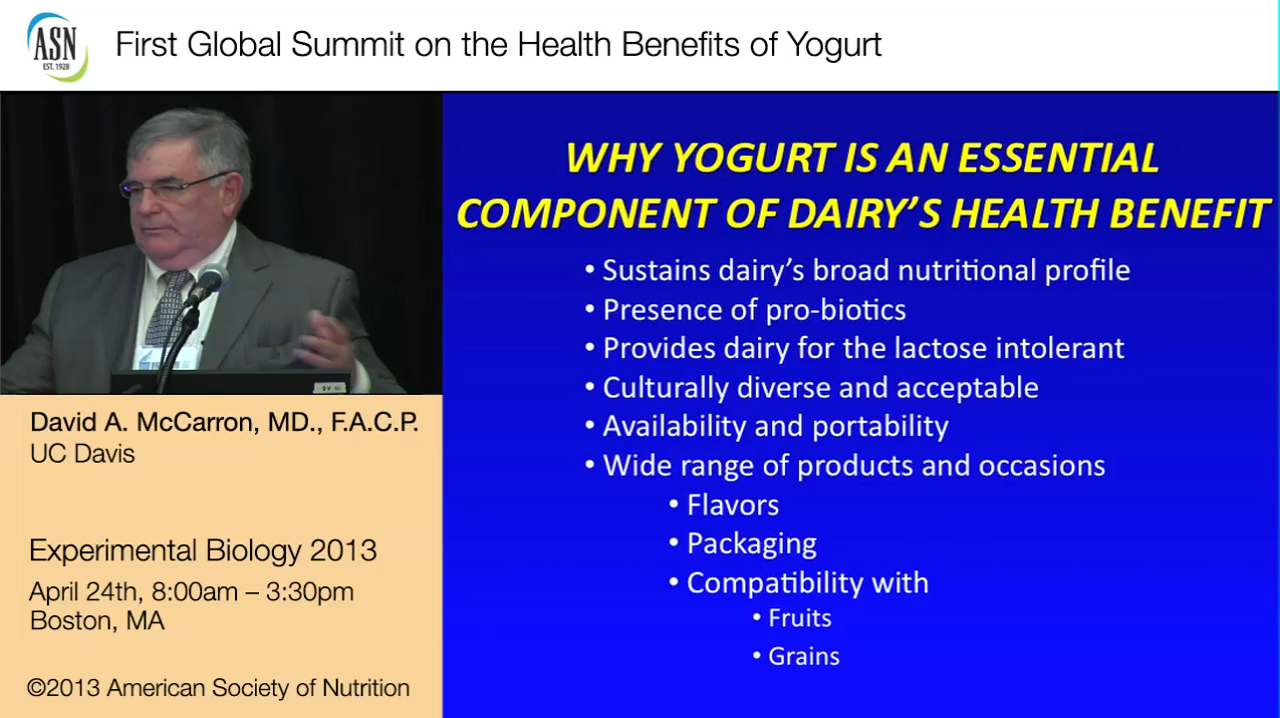 ASN
EST. 1928
First Global Summit on the Health Benefits of Yogurt
WHY YOGURT IS AN ESSENTIAL
COMPONENT OF DAIRY’S HEALTH BENEFIT
• Sustains dairy’s broad nutritional profile
• Presence of pro-biotics
• Provides dairy for the lactose intolerant
• Culturally diverse and acceptable
• Availability and portability
• Wide range of products and occasions
• Flavors
• Packaging
• Compatibility with
• Fruits
• Grains
David A. McCarron, MD., F.A.C.P.
UC Davis
Experimental Biology 2013
April 24th, 8:00am – 3:30pm
Boston, MA
©2013 American Society of Nutrition